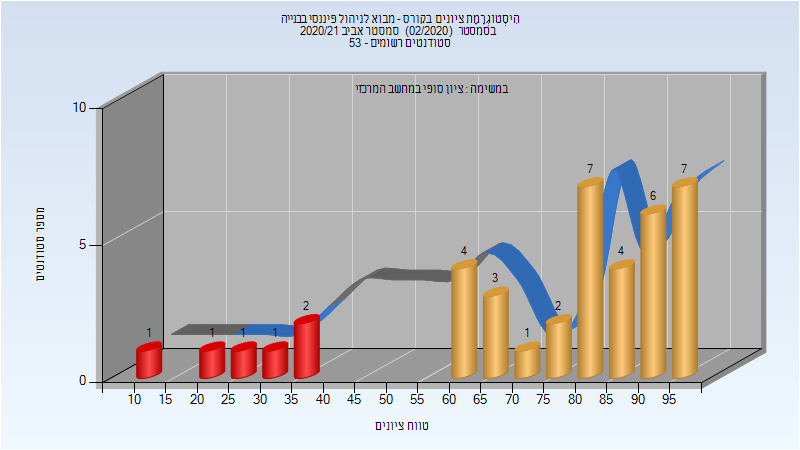 היסטוגרמת ציונים בקורס - מבוא לניהול פיננסי בבנייה
בסמסטר (02/2020) סמסטר אביב 2020/21
סטודנטים רשומים - 53
במשימה : ציון סופי במחשב המרכזי
10
5
0
מספר סטודנטים
1 1 1 1 2 4 3 1 2 7 4 6 7
10 15 20 25 30 35 40 45 50 55 60 65 70 75 80 85 90 95
טווח ציונים